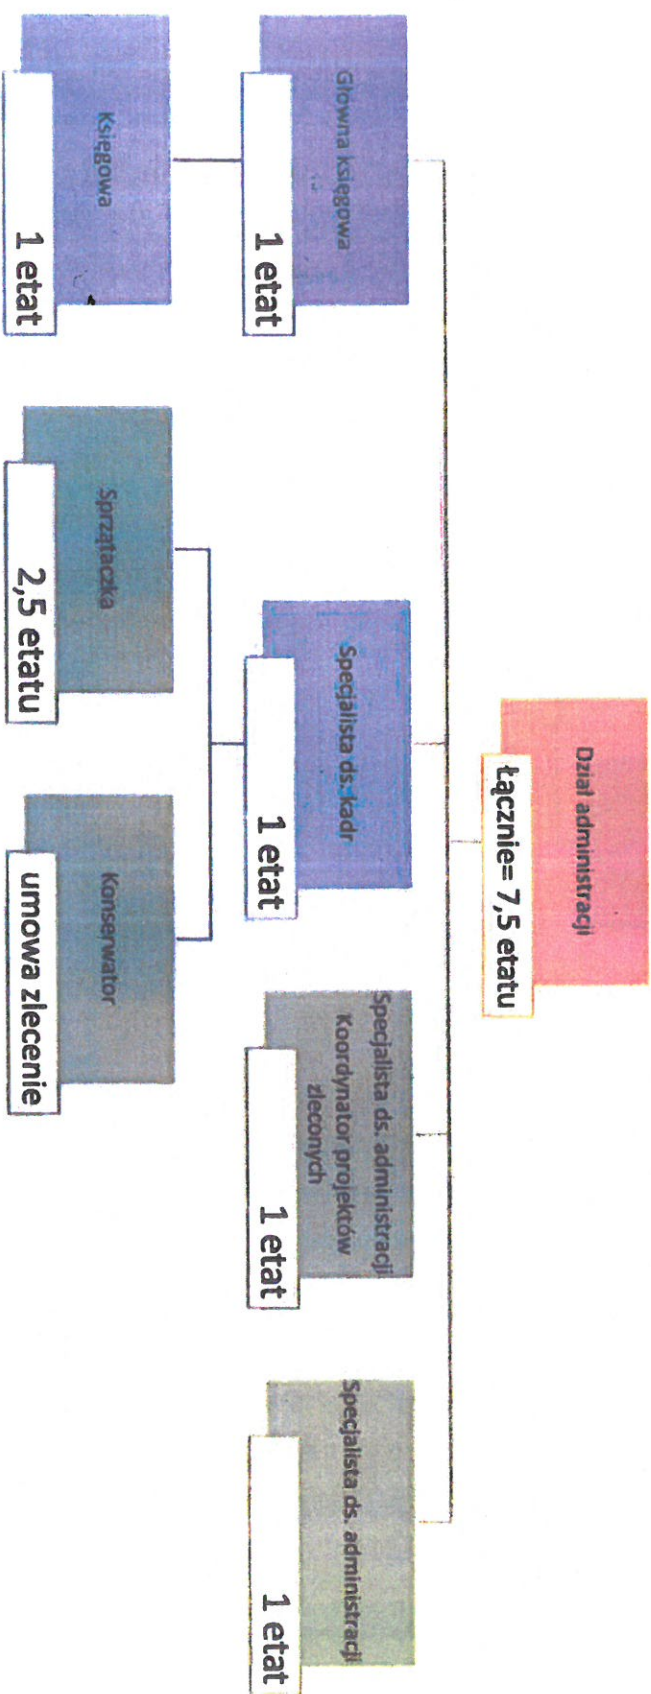 Dział administracji
Łącznie= 7,5 etatu
Główna księgowa
1 etat
Specjalista ds. kadr
1 etat
Specjalista ds. administracji
Koordynator projektów
zleconych
1 etat
Specjalista ds. administracji
1 etat
Księgowa
1 etat
Sprzątaczka
2,5 etatu
Konserwator
umowa zlecenie